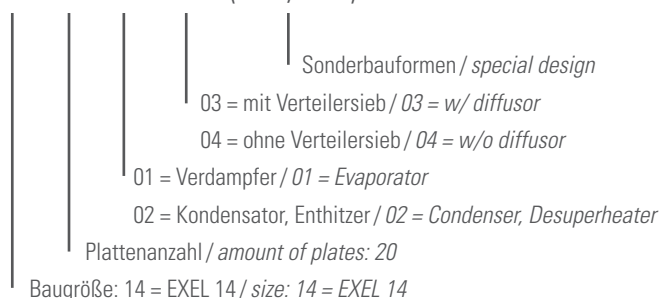 Sonderbauformen / special design
03 = mit Verteilersieb / 03 = w/ diffusor
04 = ohne Verteilersieb / 04 = w/o diffusor
01 = Verdampfer / 01 = Evaporator
02 = Kondensator, Enthitzer / 02 = Condenser, Desuperheater
Plattenanzahl / amount of plates: 20
Baugröße: 14 = EXEL 14 / size: 14 = EXEL 14